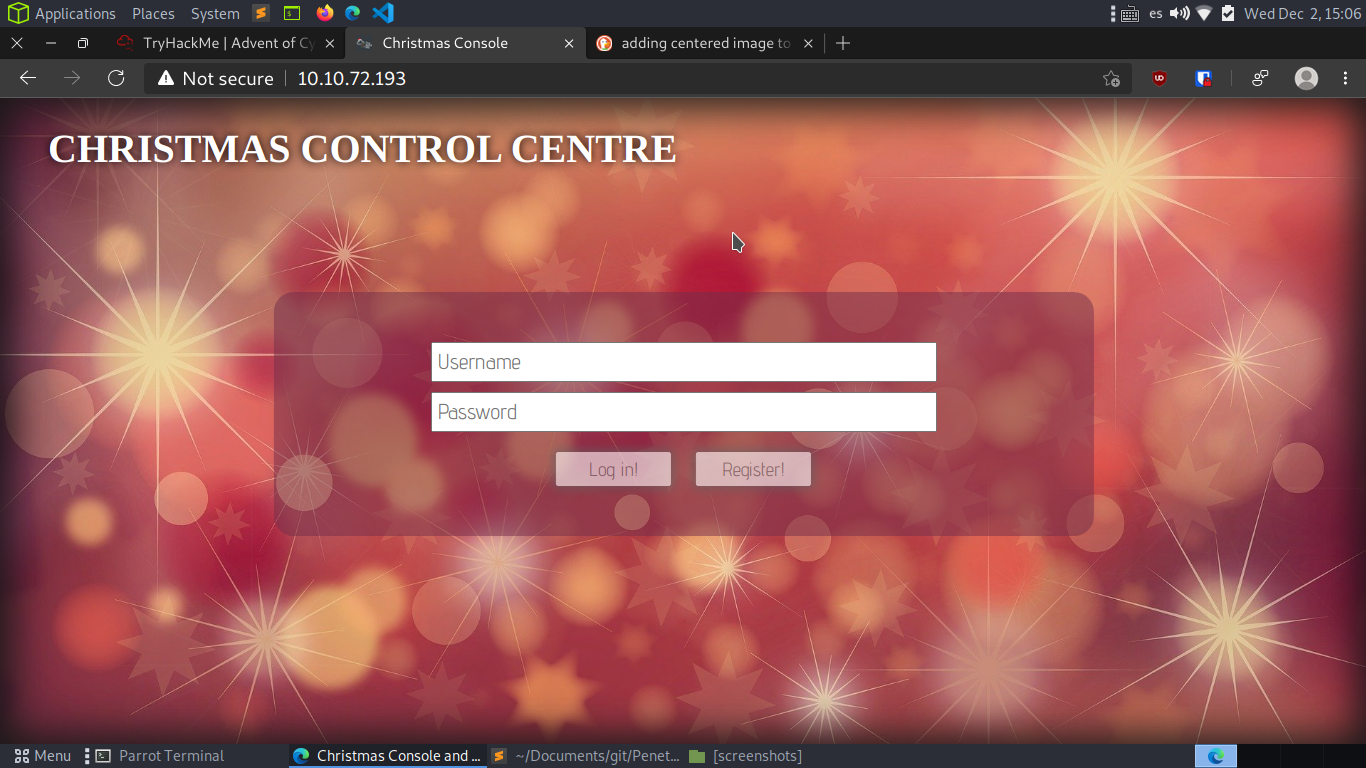 Applications Places System es Wed Dec 2, 15:06
TryHackMe | Advent of Cy Christmas Console adding centered image to
Not secure 10.10.72.193
CHRISTMAS CONTROL CENTRE
Username
Password
Log in! Register!
Menu Parrot Terminal Christmas Console and ... ~/Documents/git/Penet... [screenshots]